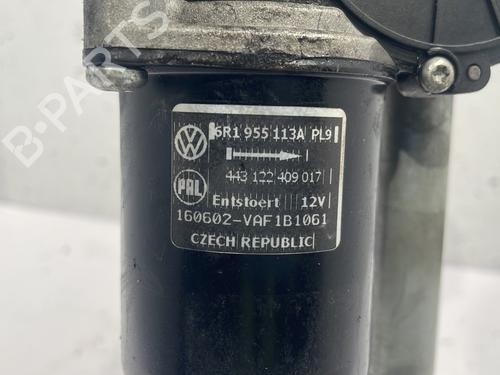 6R1 955 113A PL9
443 122 409 017
PAL
Entstoert 12V
160602-VAF1B1061
CZECH REPUBLIC
B-PARTS